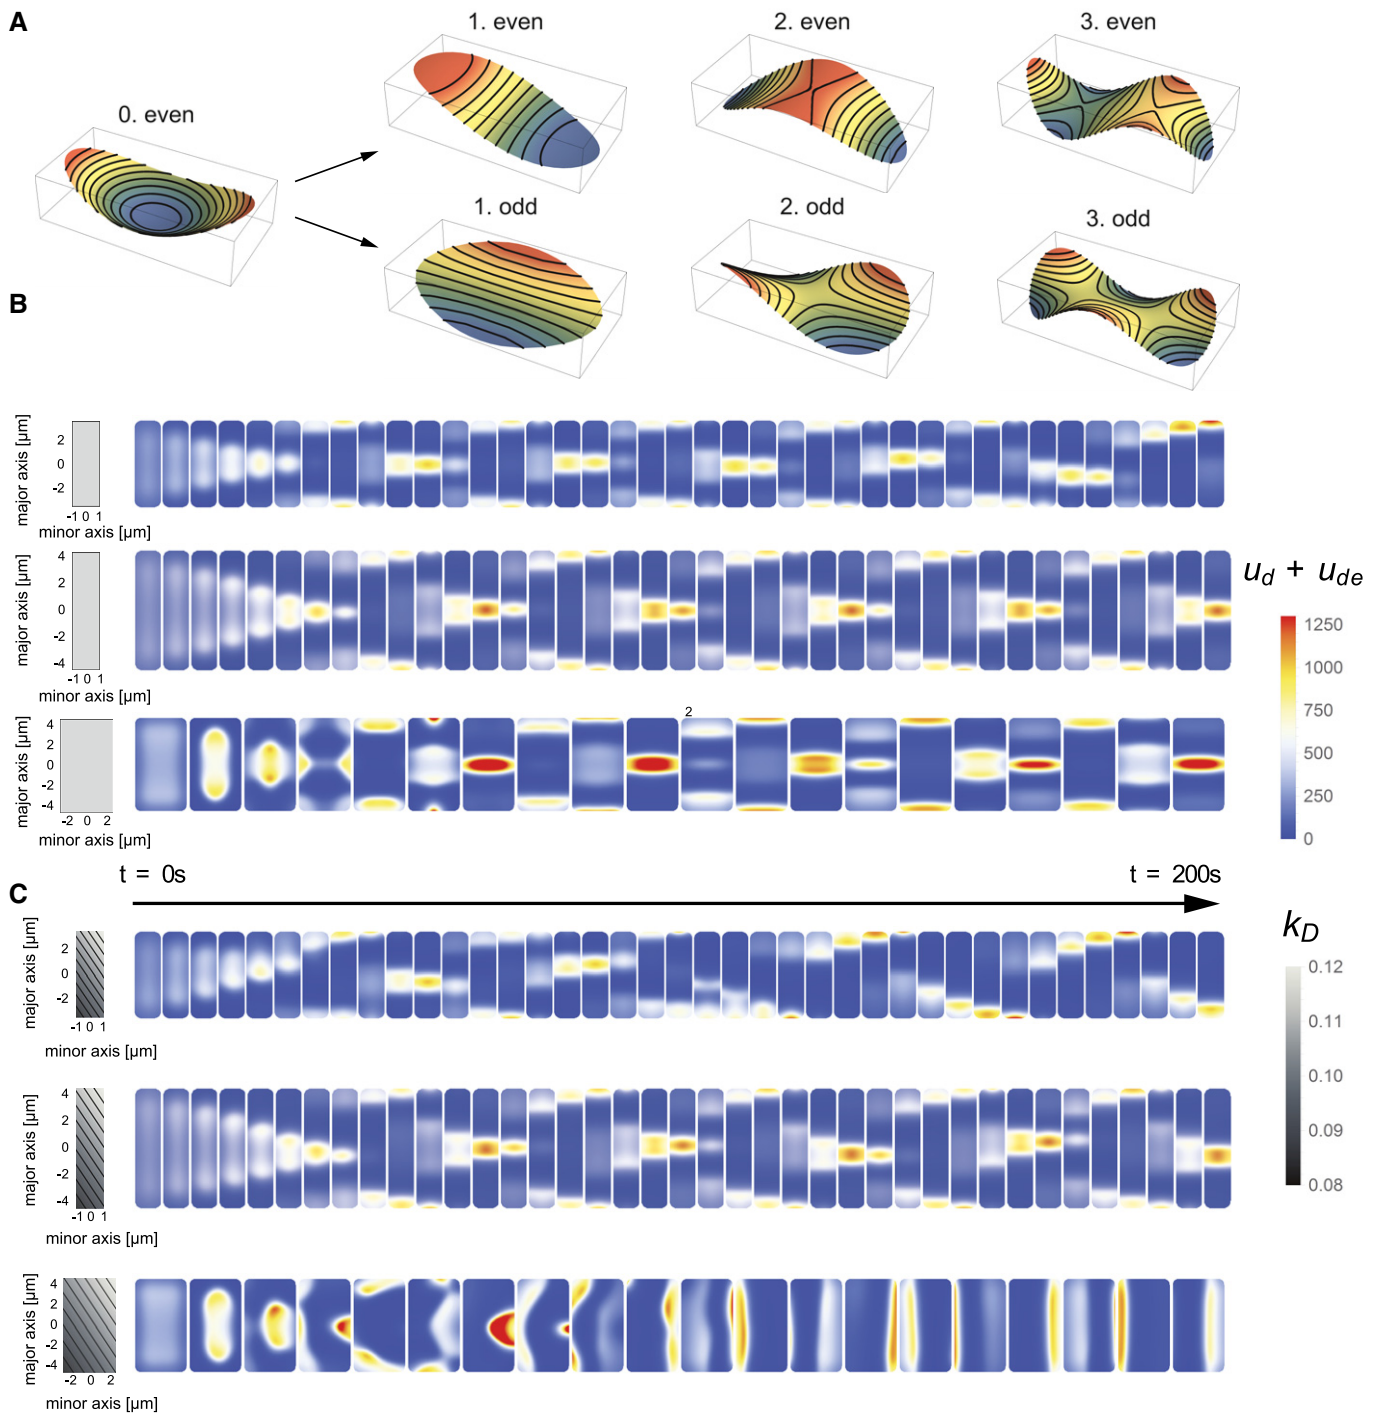 A
0. even
1. even
2. even
3. even
1. odd
2. odd
3. odd
B
major axis [µm]
2
0
-2
-1 0 1
minor axis [µm]
major axis [µm]
4
2
0
-2
-4
-1 0 1
minor axis [µm]
major axis [µm]
4
2
0
-2
-4
-2 0 2
minor axis [µm]
2
u_d + u_de
1250
1000
750
500
250
0
t = 0s
t = 200s
C
major axis [µm]
2
0
-2
-1 0 1
minor axis [µm]
major axis [µm]
4
2
0
-2
-4
-1 0 1
minor axis [µm]
major axis [µm]
4
2
0
-2
-4
-2 0 2
minor axis [µm]
k_D
0.12
0.11
0.10
0.09
0.08